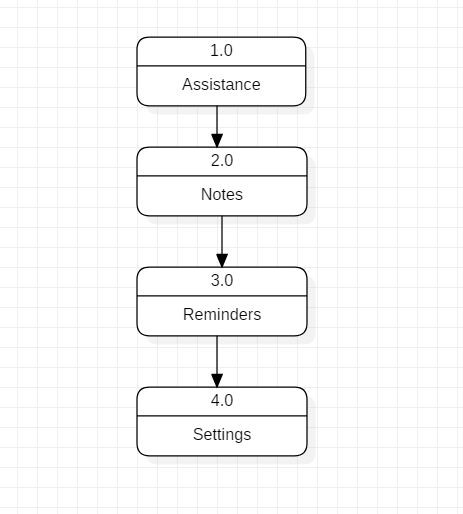 1.0
Assistance
2.0
Notes
3.0
Reminders
4.0
Settings